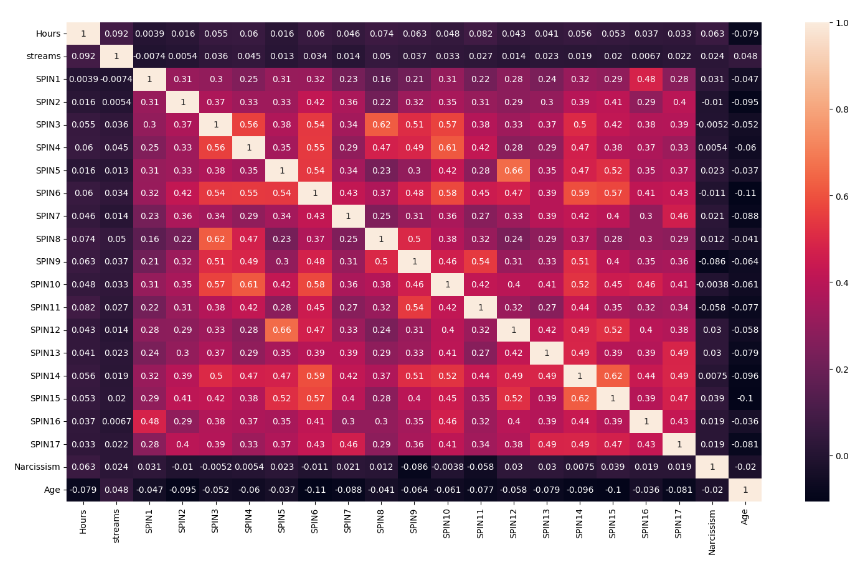 Hours 1 0.092 0.0039 0.016 0.055 0.06 0.016 0.06 0.046 0.074 0.063 0.048 0.082 0.043 0.041 0.056 0.053 0.037 0.033 0.063 -0.079 1.0
streams 0.092 1 -0.0074 0.0054 0.036 0.045 0.013 0.034 0.014 0.05 0.037 0.033 0.027 0.014 0.023 0.019 0.02 0.0067 0.022 0.024 0.048
SPIN1 0.0039 -0.0074 1 0.31 0.3 0.25 0.31 0.32 0.23 0.16 0.21 0.31 0.22 0.28 0.24 0.32 0.29 0.48 0.28 0.031 -0.047
SPIN2 0.016 0.0054 0.31 1 0.37 0.33 0.33 0.42 0.36 0.22 0.32 0.35 0.31 0.29 0.3 0.39 0.41 0.29 0.4 -0.01 -0.095
0.8
SPIN3 0.055 0.036 0.3 0.37 1 0.56 0.38 0.54 0.34 0.62 0.51 0.57 0.38 0.33 0.37 0.5 0.42 0.38 0.39 -0.0052 -0.052
SPIN4 0.06 0.045 0.25 0.33 0.56 1 0.35 0.55 0.29 0.47 0.49 0.61 0.42 0.28 0.29 0.47 0.38 0.37 0.33 0.0054 -0.06
SPIN5 0.016 0.013 0.31 0.33 0.38 0.35 1 0.54 0.34 0.23 0.3 0.42 0.28 0.66 0.35 0.47 0.52 0.35 0.37 0.023 -0.037
SPIN6 0.06 0.034 0.32 0.42 0.54 0.55 0.54 1 0.43 0.37 0.48 0.58 0.45 0.47 0.39 0.59 0.57 0.41 0.43 -0.011 -0.11
0.6
SPIN7 0.046 0.014 0.23 0.36 0.34 0.29 0.34 0.43 1 0.25 0.31 0.36 0.27 0.33 0.39 0.42 0.4 0.3 0.46 0.021 -0.088
SPIN8 0.074 0.05 0.16 0.22 0.62 0.47 0.23 0.37 0.25 1 0.5 0.38 0.32 0.24 0.29 0.37 0.28 0.3 0.29 0.012 -0.041
SPIN9 0.063 0.037 0.21 0.32 0.51 0.49 0.3 0.48 0.31 0.5 1 0.46 0.54 0.31 0.33 0.51 0.4 0.35 0.36 -0.086 -0.064
SPIN10 0.048 0.033 0.31 0.35 0.57 0.61 0.42 0.58 0.36 0.38 0.46 1 0.42 0.4 0.41 0.52 0.45 0.46 0.41 -0.0038 -0.061
0.4
SPIN11 0.082 0.027 0.22 0.31 0.38 0.42 0.28 0.45 0.27 0.32 0.54 0.42 1 0.32 0.27 0.44 0.35 0.32 0.34 -0.058 -0.077
SPIN12 0.043 0.014 0.28 0.29 0.33 0.28 0.66 0.47 0.33 0.24 0.31 0.4 0.32 1 0.42 0.49 0.52 0.4 0.38 0.03 -0.058
SPIN13 0.041 0.023 0.24 0.3 0.37 0.29 0.35 0.39 0.39 0.29 0.33 0.41 0.27 0.42 1 0.49 0.39 0.39 0.49 0.03 -0.079
SPIN14 0.056 0.019 0.32 0.39 0.5 0.47 0.47 0.59 0.42 0.37 0.51 0.52 0.44 0.49 0.49 1 0.62 0.44 0.49 0.0075 -0.096
0.2
SPIN15 0.053 0.02 0.29 0.41 0.42 0.38 0.52 0.57 0.4 0.28 0.4 0.45 0.35 0.52 0.39 0.62 1 0.39 0.47 0.039 -0.1
SPIN16 0.037 0.0067 0.48 0.29 0.38 0.37 0.35 0.41 0.3 0.3 0.35 0.46 0.32 0.4 0.39 0.44 0.39 1 0.43 0.019 -0.036
SPIN17 0.033 0.022 0.28 0.4 0.39 0.33 0.37 0.43 0.46 0.29 0.36 0.41 0.34 0.38 0.49 0.49 0.47 0.43 1 0.019 -0.081
0.0
Narcissism 0.063 0.024 0.031 -0.01 -0.0052 0.0054 0.023 -0.011 0.021 0.012 -0.086 -0.0038 -0.058 0.03 0.03 0.0075 0.039 0.019 0.019 1 -0.02
Age -0.079 0.048 -0.047 -0.095 -0.052 -0.06 -0.037 -0.11 -0.088 -0.041 -0.064 -0.061 -0.077 -0.058 -0.079 -0.096 -0.1 -0.036 -0.081 -0.02 1
Hours streams SPIN1 SPIN2 SPIN3 SPIN4 SPIN5 SPIN6 SPIN7 SPIN8 SPIN9 SPIN10 SPIN11 SPIN12 SPIN13 SPIN14 SPIN15 SPIN16 SPIN17 Narcissism Age